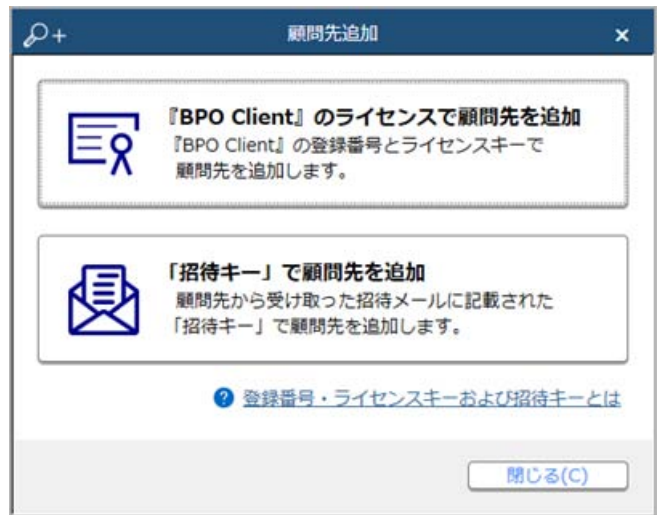 顧問先追加
『BPO Client』のライセンスで顧問先を追加
『BPO Client』の登録番号とライセンスキーで
顧問先を追加します。
「招待キー」で顧問先を追加
顧問先から受け取った招待メールに記載された
「招待キー」で顧問先を追加します。
登録番号・ライセンスキーおよび招待キーとは
閉じる(C)